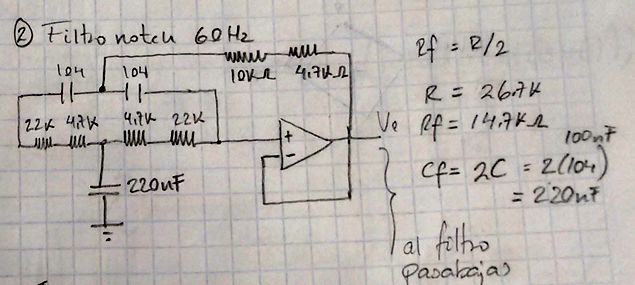 ② Filtro notch 60Hz
104 104
10KΩ 4.7KΩ
22K 4.7K 4.7K 22K
220nF
+
-
Ve
Rf = R/2
R = 26.7K
Rf = 14.7KΩ
100nF
Cf = 2C = 2(104)
= 220nF
al filtro
pasabajas